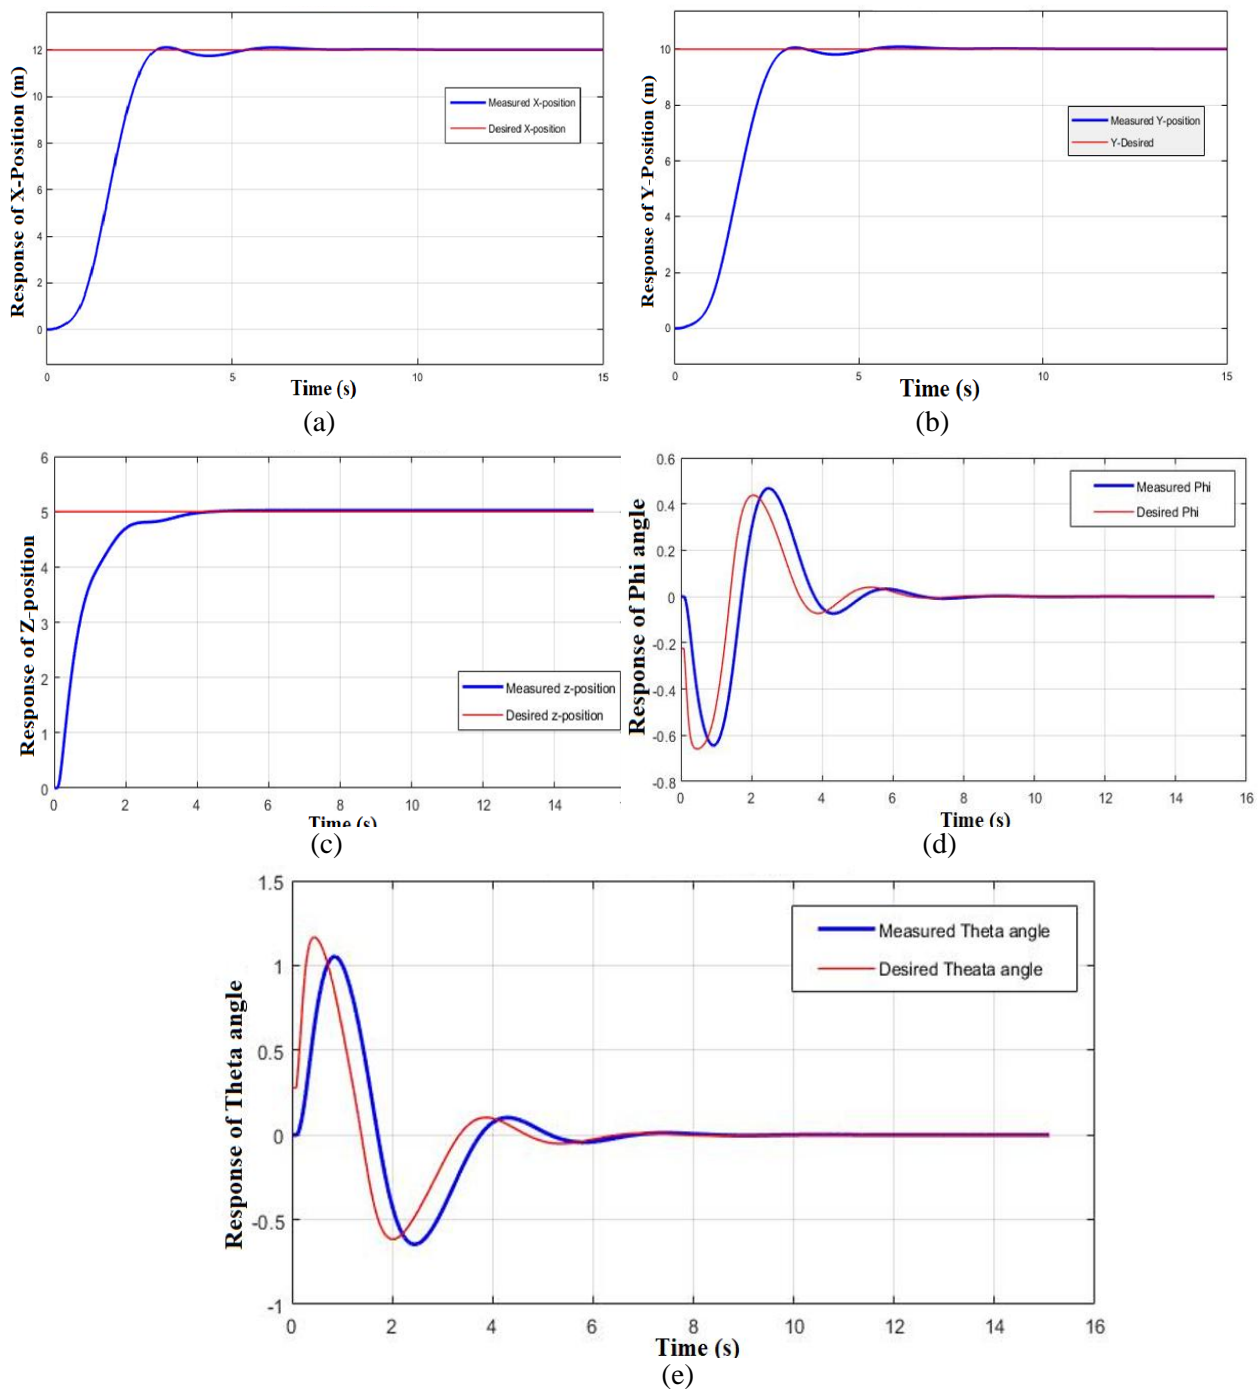 Response of X-Position (m)
12
10
8
6
4
2
0
Measured X-position
Desired X-position
0 5 10 15
Time (s)
(a)
Response of Y-Position (m)
10
8
6
4
2
0
Measured Y-position
Y-Desired
0 5 10 15
Time (s)
(b)
Response of Z-position
6
5
4
3
2
1
0
Measured z-position
Desired z-position
0 2 4 6 8 10 12 14
Time (s)
(c)
Response of Phi angle
0.6
0.4
0.2
0
-0.2
-0.4
-0.6
-0.8
Measured Phi
Desired Phi
0 2 4 6 8 10 12 14 16
Time (s)
(d)
Response of Theta angle
1.5
1
0.5
0
-0.5
-1
Measured Theta angle
Desired Theata angle
0 2 4 6 8 10 12 14 16
Time (s)
(e)